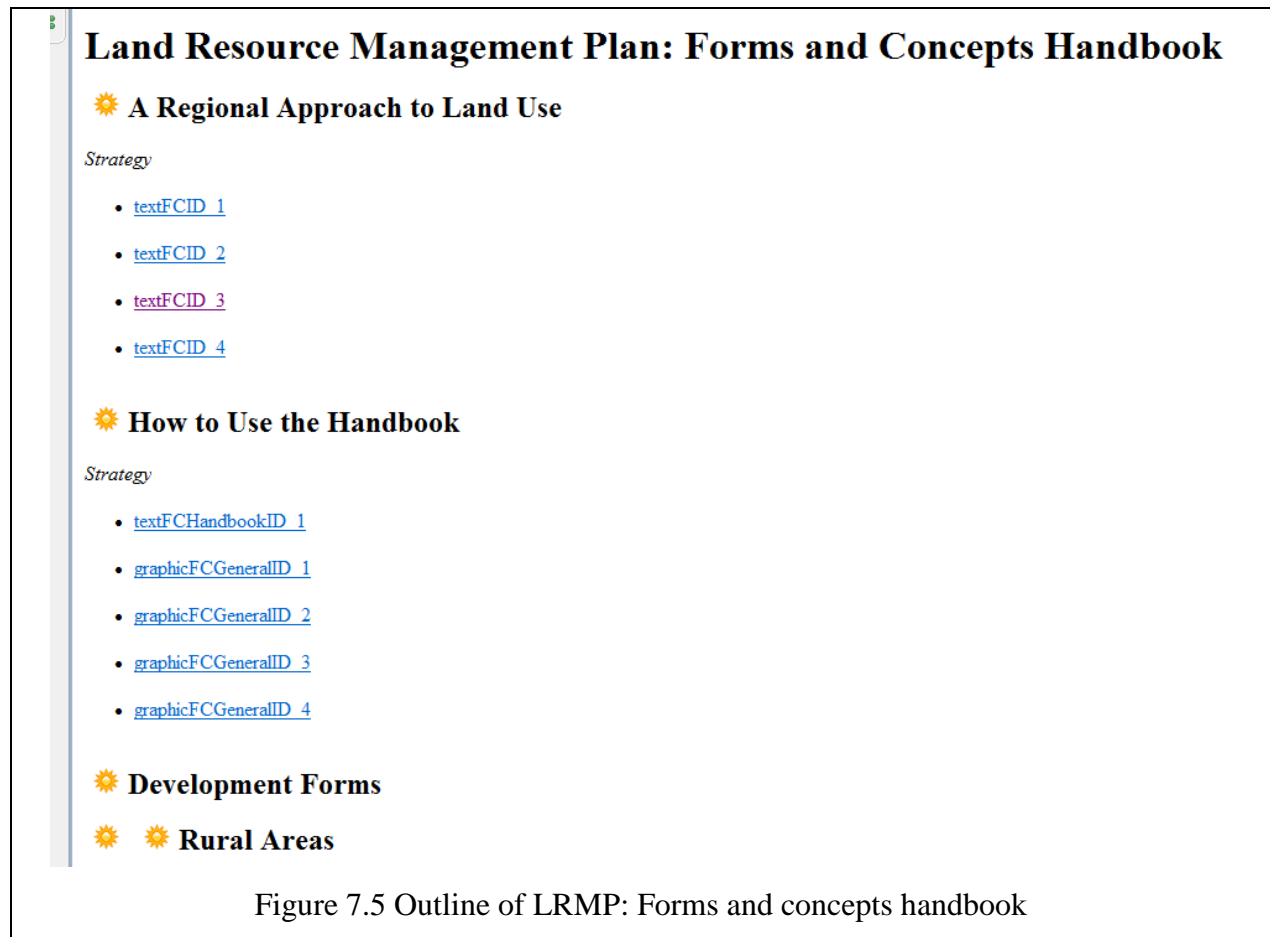 Land Resource Management Plan: Forms and Concepts Handbook
A Regional Approach to Land Use
Strategy
textFCID_1
textFCID_2
textFCID_3
textFCID_4
How to Use the Handbook
Strategy
textFCHandbookID_1
graphicFCGeneralID_1
graphicFCGeneralID_2
graphicFCGeneralID_3
graphicFCGeneralID_4
Development Forms
Rural Areas
Figure 7.5 Outline of LRMP: Forms and concepts handbook